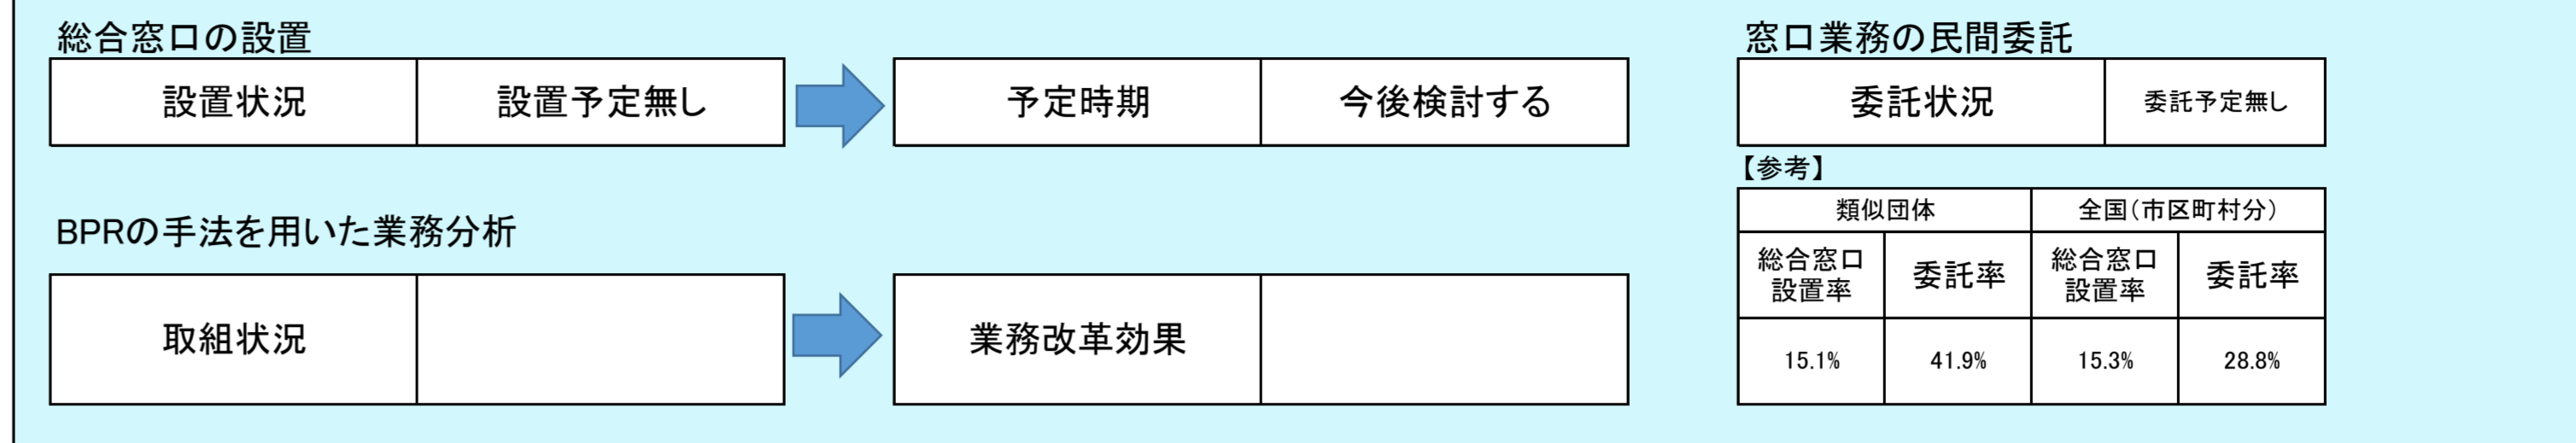 総合窓口の設置
設置状況
設置予定無し
予定時期
今後検討する
BPRの手法を用いた業務分析
取組状況
業務改革効果
窓口業務の民間委託
委託状況
委託予定無し
【参考】
類似団体
全国(市区町村分)
総合窓口
設置率
委託率
総合窓口
設置率
委託率
15.1%
41.9%
15.3%
28.8%